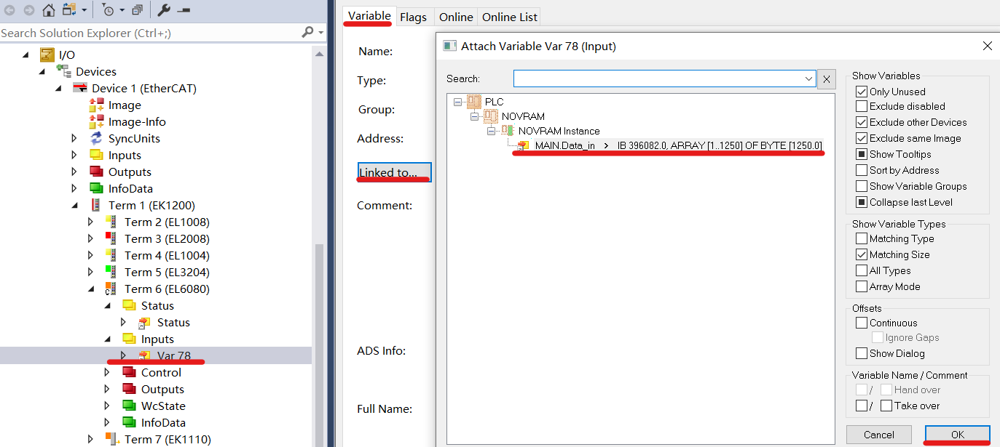 Search Solution Explorer (Ctrl+;)
I/O
Devices
Device 1 (EtherCAT)
Image
Image-Info
SyncUnits
Inputs
Outputs
InfoData
Term 1 (EK1200)
Term 2 (EL1008)
Term 3 (EL2008)
Term 4 (EL1004)
Term 5 (EL3204)
Term 6 (EL6080)
Status
Status
Inputs
Var 78
Control
Outputs
WcState
InfoData
Term 7 (EK1110)
Variable Flags Online Online List
Name:
Type:
Group:
Address:
Linked to...
Comment:
ADS Info:
Full Name:
Attach Variable Var 78 (Input)
Search:
PLC
NOVRAM
NOVRAM Instance
MAIN.Data_in > IB 396082.0, ARRAY [1..1250] OF BYTE [1250.0]
Show Variables
Only Unused
Exclude disabled
Exclude other Devices
Exclude same Image
Show Tooltips
Sort by Address
Show Variable Groups
Collapse last Level
Show Variable Types
Matching Type
Matching Size
All Types
Array Mode
Offsets
Continuous
Ignore Gaps
Show Dialog
Variable Name / Comment
/ Hand over
/ Take over
Cancel OK